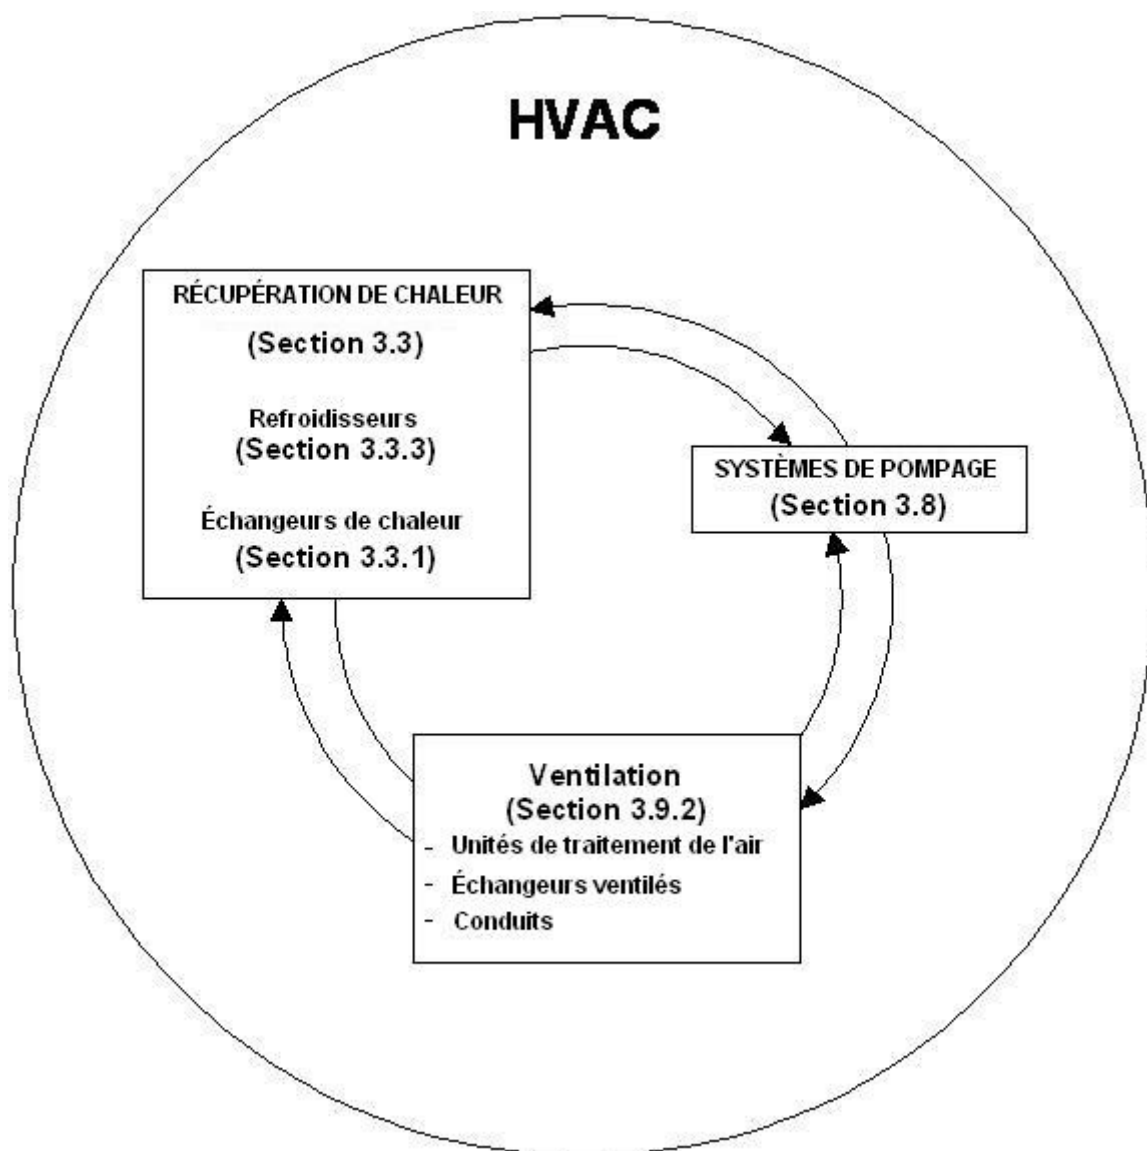 HVAC
RÉCUPÉRATION DE CHALEUR
(Section 3.3)
Refroidisseurs
(Section 3.3.3)
Échangeurs de chaleur
(Section 3.3.1)
SYSTÈMES DE POMPAGE
(Section 3.8)
Ventilation
(Section 3.9.2)
- Unités de traitement de l'air
- Échangeurs ventilés
- Conduits